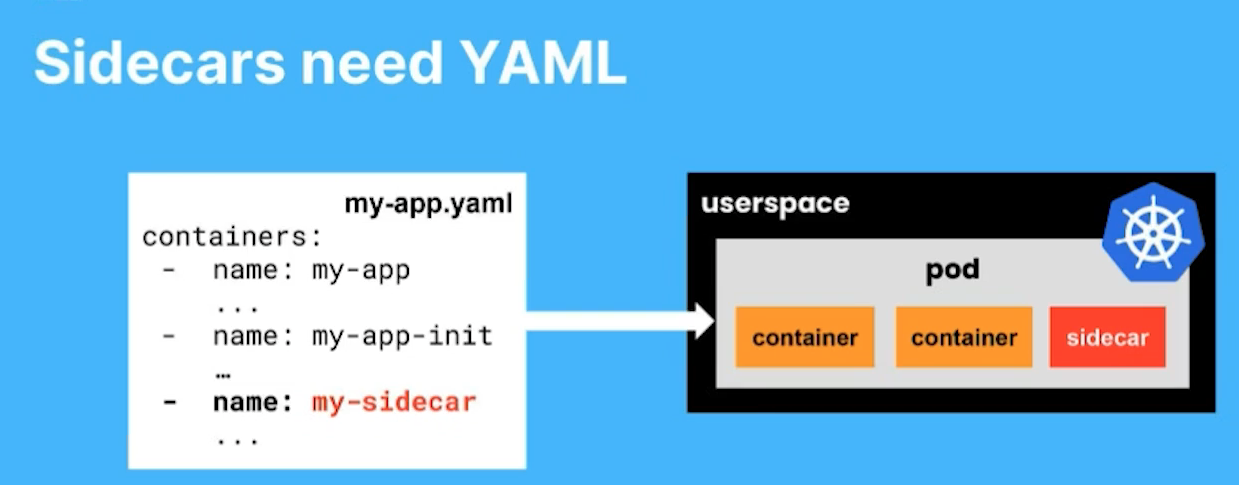 Sidecars need YAML
my-app.yaml
containers:
- name: my-app
...
- name: my-app-init
…
- name: my-sidecar
...
userspace
pod
container
container
sidecar